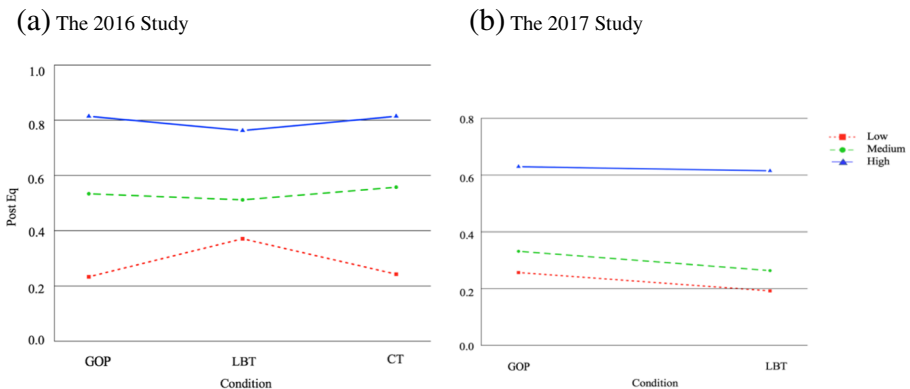 (a) The 2016 Study
1.0
0.8
0.6
0.4
0.2
0.0
Post Eq
GOP
LBT
CT
Condition
(b) The 2017 Study
0.8
0.6
0.4
0.2
0.0
GOP
LBT
Condition
Low
Medium
High